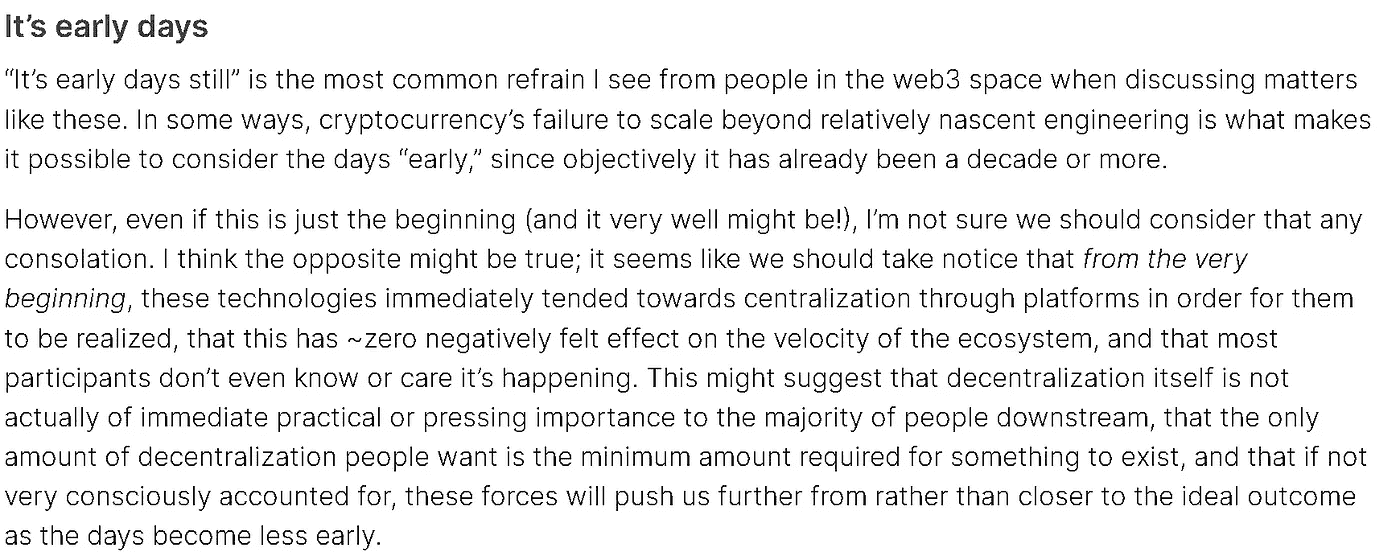 It’s early days
“It’s early days still” is the most common refrain I see from people in the web3 space when discussing matters
like these. In some ways, cryptocurrency’s failure to scale beyond relatively nascent engineering is what makes
it possible to consider the days “early,” since objectively it has already been a decade or more.
However, even if this is just the beginning (and it very well might be!), I’m not sure we should consider that any
consolation. I think the opposite might be true; it seems like we should take notice that from the very
beginning, these technologies immediately tended towards centralization through platforms in order for them
to be realized, that this has ~zero negatively felt effect on the velocity of the ecosystem, and that most
participants don’t even know or care it’s happening. This might suggest that decentralization itself is not
actually of immediate practical or pressing importance to the majority of people downstream, that the only
amount of decentralization people want is the minimum amount required for something to exist, and that if not
very consciously accounted for, these forces will push us further from rather than closer to the ideal outcome
as the days become less early.